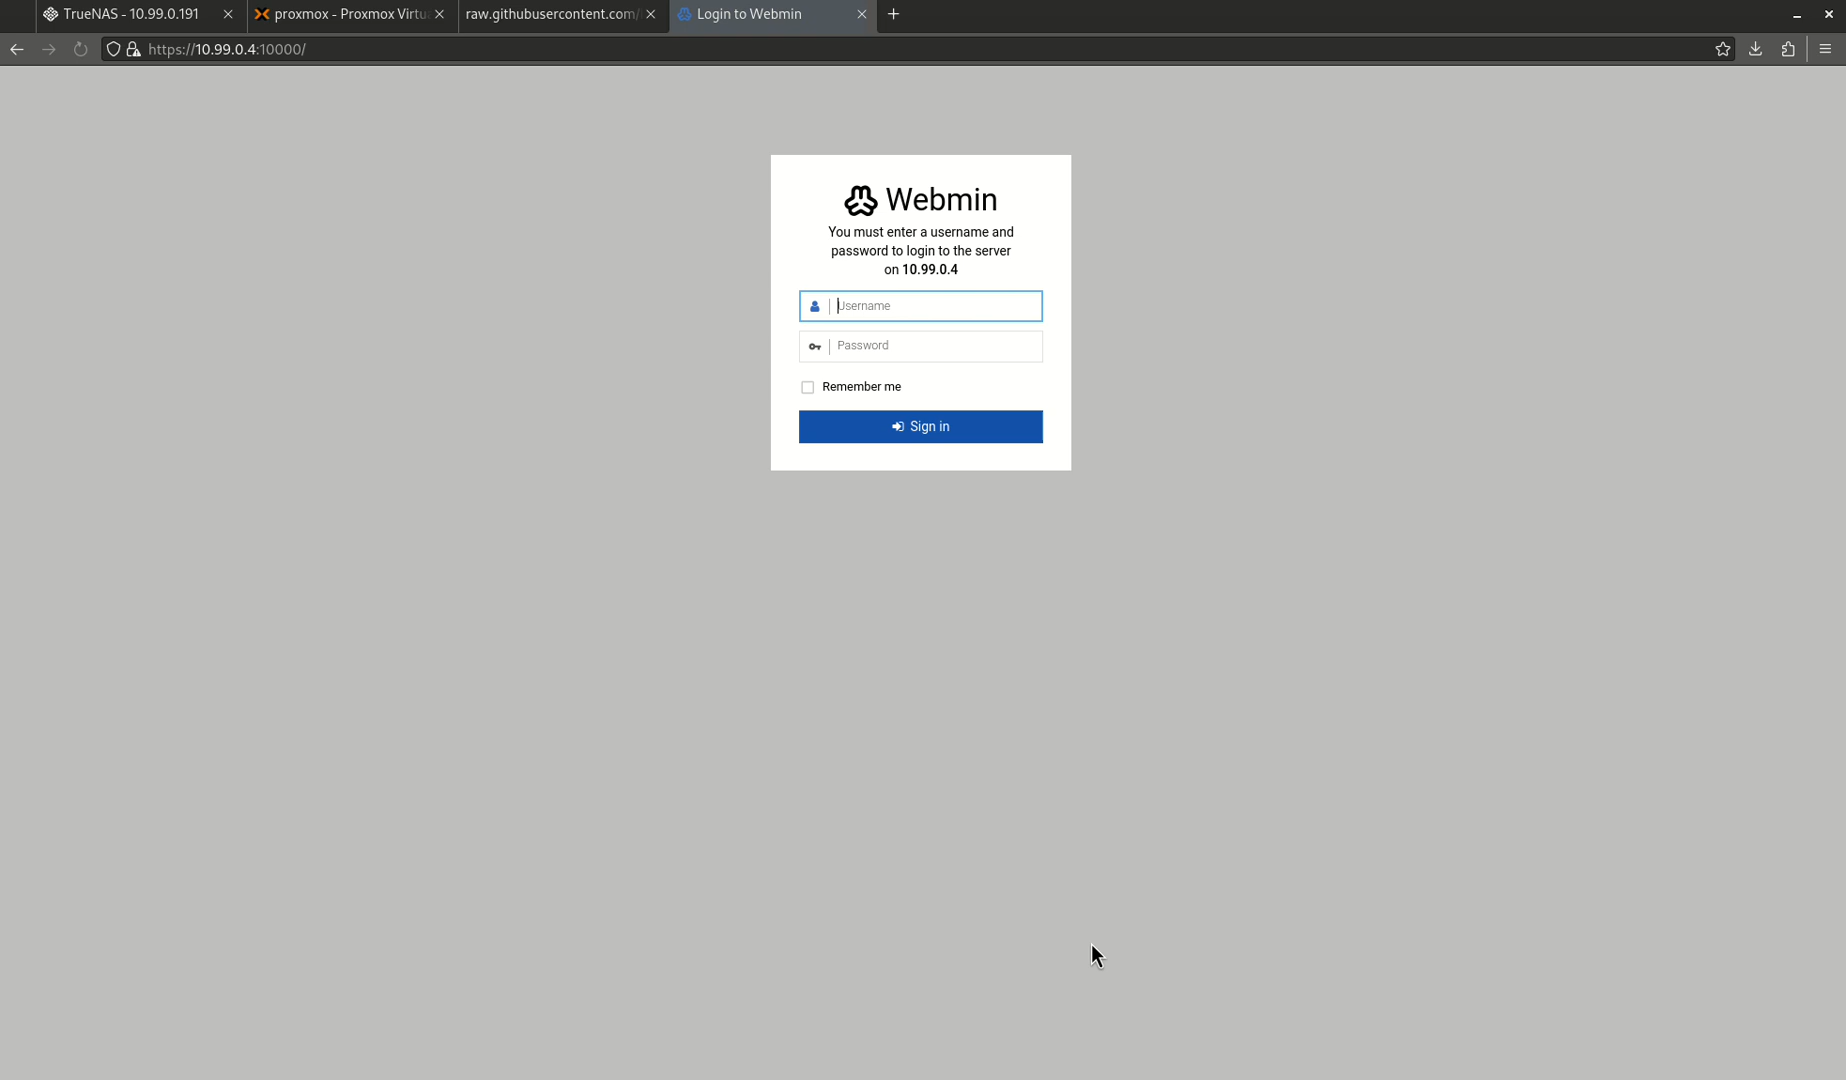 TrueNAS - 10.99.0.191
proxmox - Proxmox Virtu
raw.githubusercontent.com/
Login to Webmin
https://10.99.0.4:10000/
Webmin
You must enter a username and
password to login to the server
on 10.99.0.4
Username
Password
Remember me
Sign in